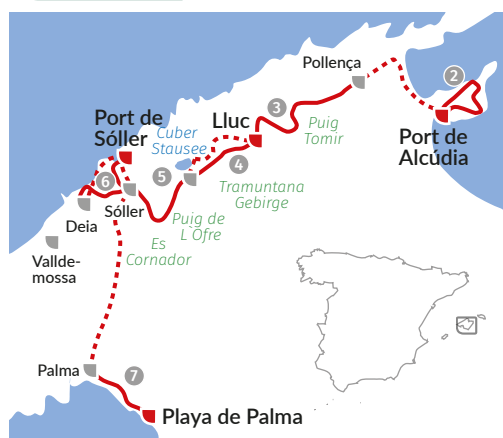 Pollença
2
Port de
Sóller
3
Cuber
Stausee
Lluc
Puig
Tomir
Port de
Alcúdia
4
5
6
Tramuntana
Gebirge
Sóller
Deia
Puig de
L`Ofre
Es
Cornador
Vallde-
mossa
Palma
7
Playa de Palma